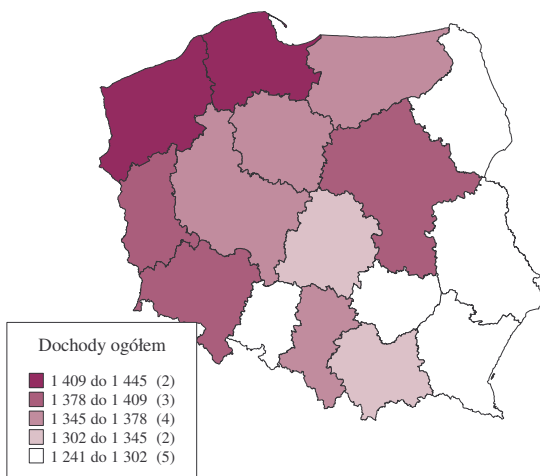 Dochody ogółem
1 409 do 1 445 (2)
1 378 do 1 409 (3)
1 345 do 1 378 (4)
1 302 do 1 345 (2)
1 241 do 1 302 (5)